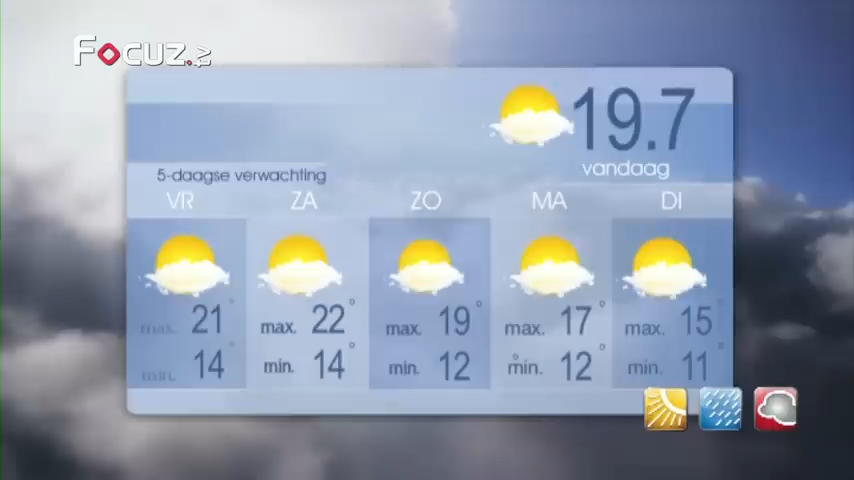 Focuz.tv
19.7
vandaag
5-daagse verwachting
VR ZA ZO MA DI
max. 21° max. 22° max. 19° max. 17° max. 15°
min. 14° min. 14° min. 12 min. 12° min. 11°